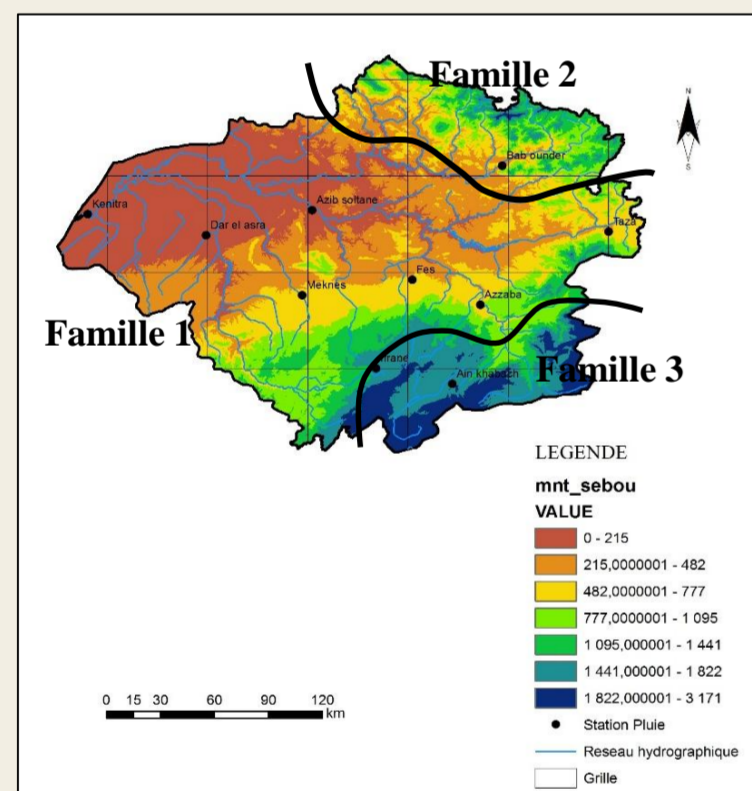 Famille 2
N
S
Bab ounder
Kenitra
Azib soltane
Dar el asra
Taza
Fes
Meknes
Azzaba
Famille 1
Ifrane
Famille 3
Ain khabach
LEGENDE
mnt_sebou
VALUE
0 - 215
215,0000001 - 482
482,0000001 - 777
777,0000001 - 1 095
1 095,000001 - 1 441
1 441,000001 - 1 822
1 822,000001 - 3 171
0 15 30 60 90 120
km
Station Pluie
Reseau hydrographique
Grille